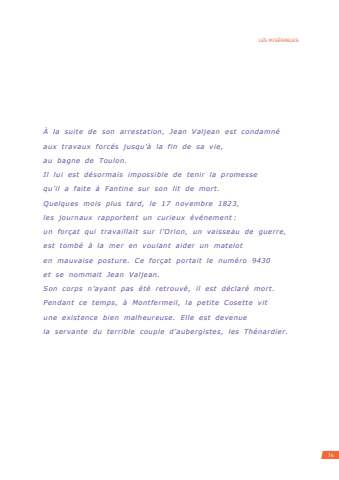 LES MISÉRABLES
À la suite de son arrestation, Jean Valjean est condamné
aux travaux forcés jusqu'à la fin de sa vie,
au bagne de Toulon.
Il lui est désormais impossible de tenir la promesse
qu'il a faite à Fantine sur son lit de mort.
Quelques mois plus tard, le 17 novembre 1823,
les journaux rapportent un curieux événement :
un forçat qui travaillait sur l'Orion, un vaisseau de guerre,
est tombé à la mer en voulant aider un matelot
en mauvaise posture. Ce forçat portait le numéro 9430
et se nommait Jean Valjean.
Son corps n'ayant pas été retrouvé, il est déclaré mort.
Pendant ce temps, à Montfermeil, la petite Cosette vit
une existence bien malheureuse. Elle est devenue
la servante du terrible couple d'aubergistes, les Thénardier.